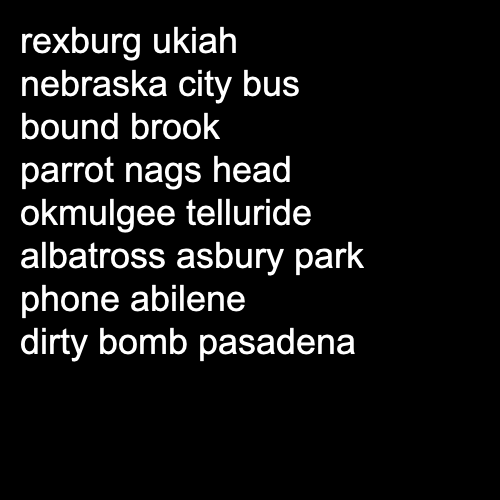 rexburg ukiah
nebraska city bus
bound brook
parrot nags head
okmulgee telluride
albatross asbury park
phone abilene
dirty bomb pasadena